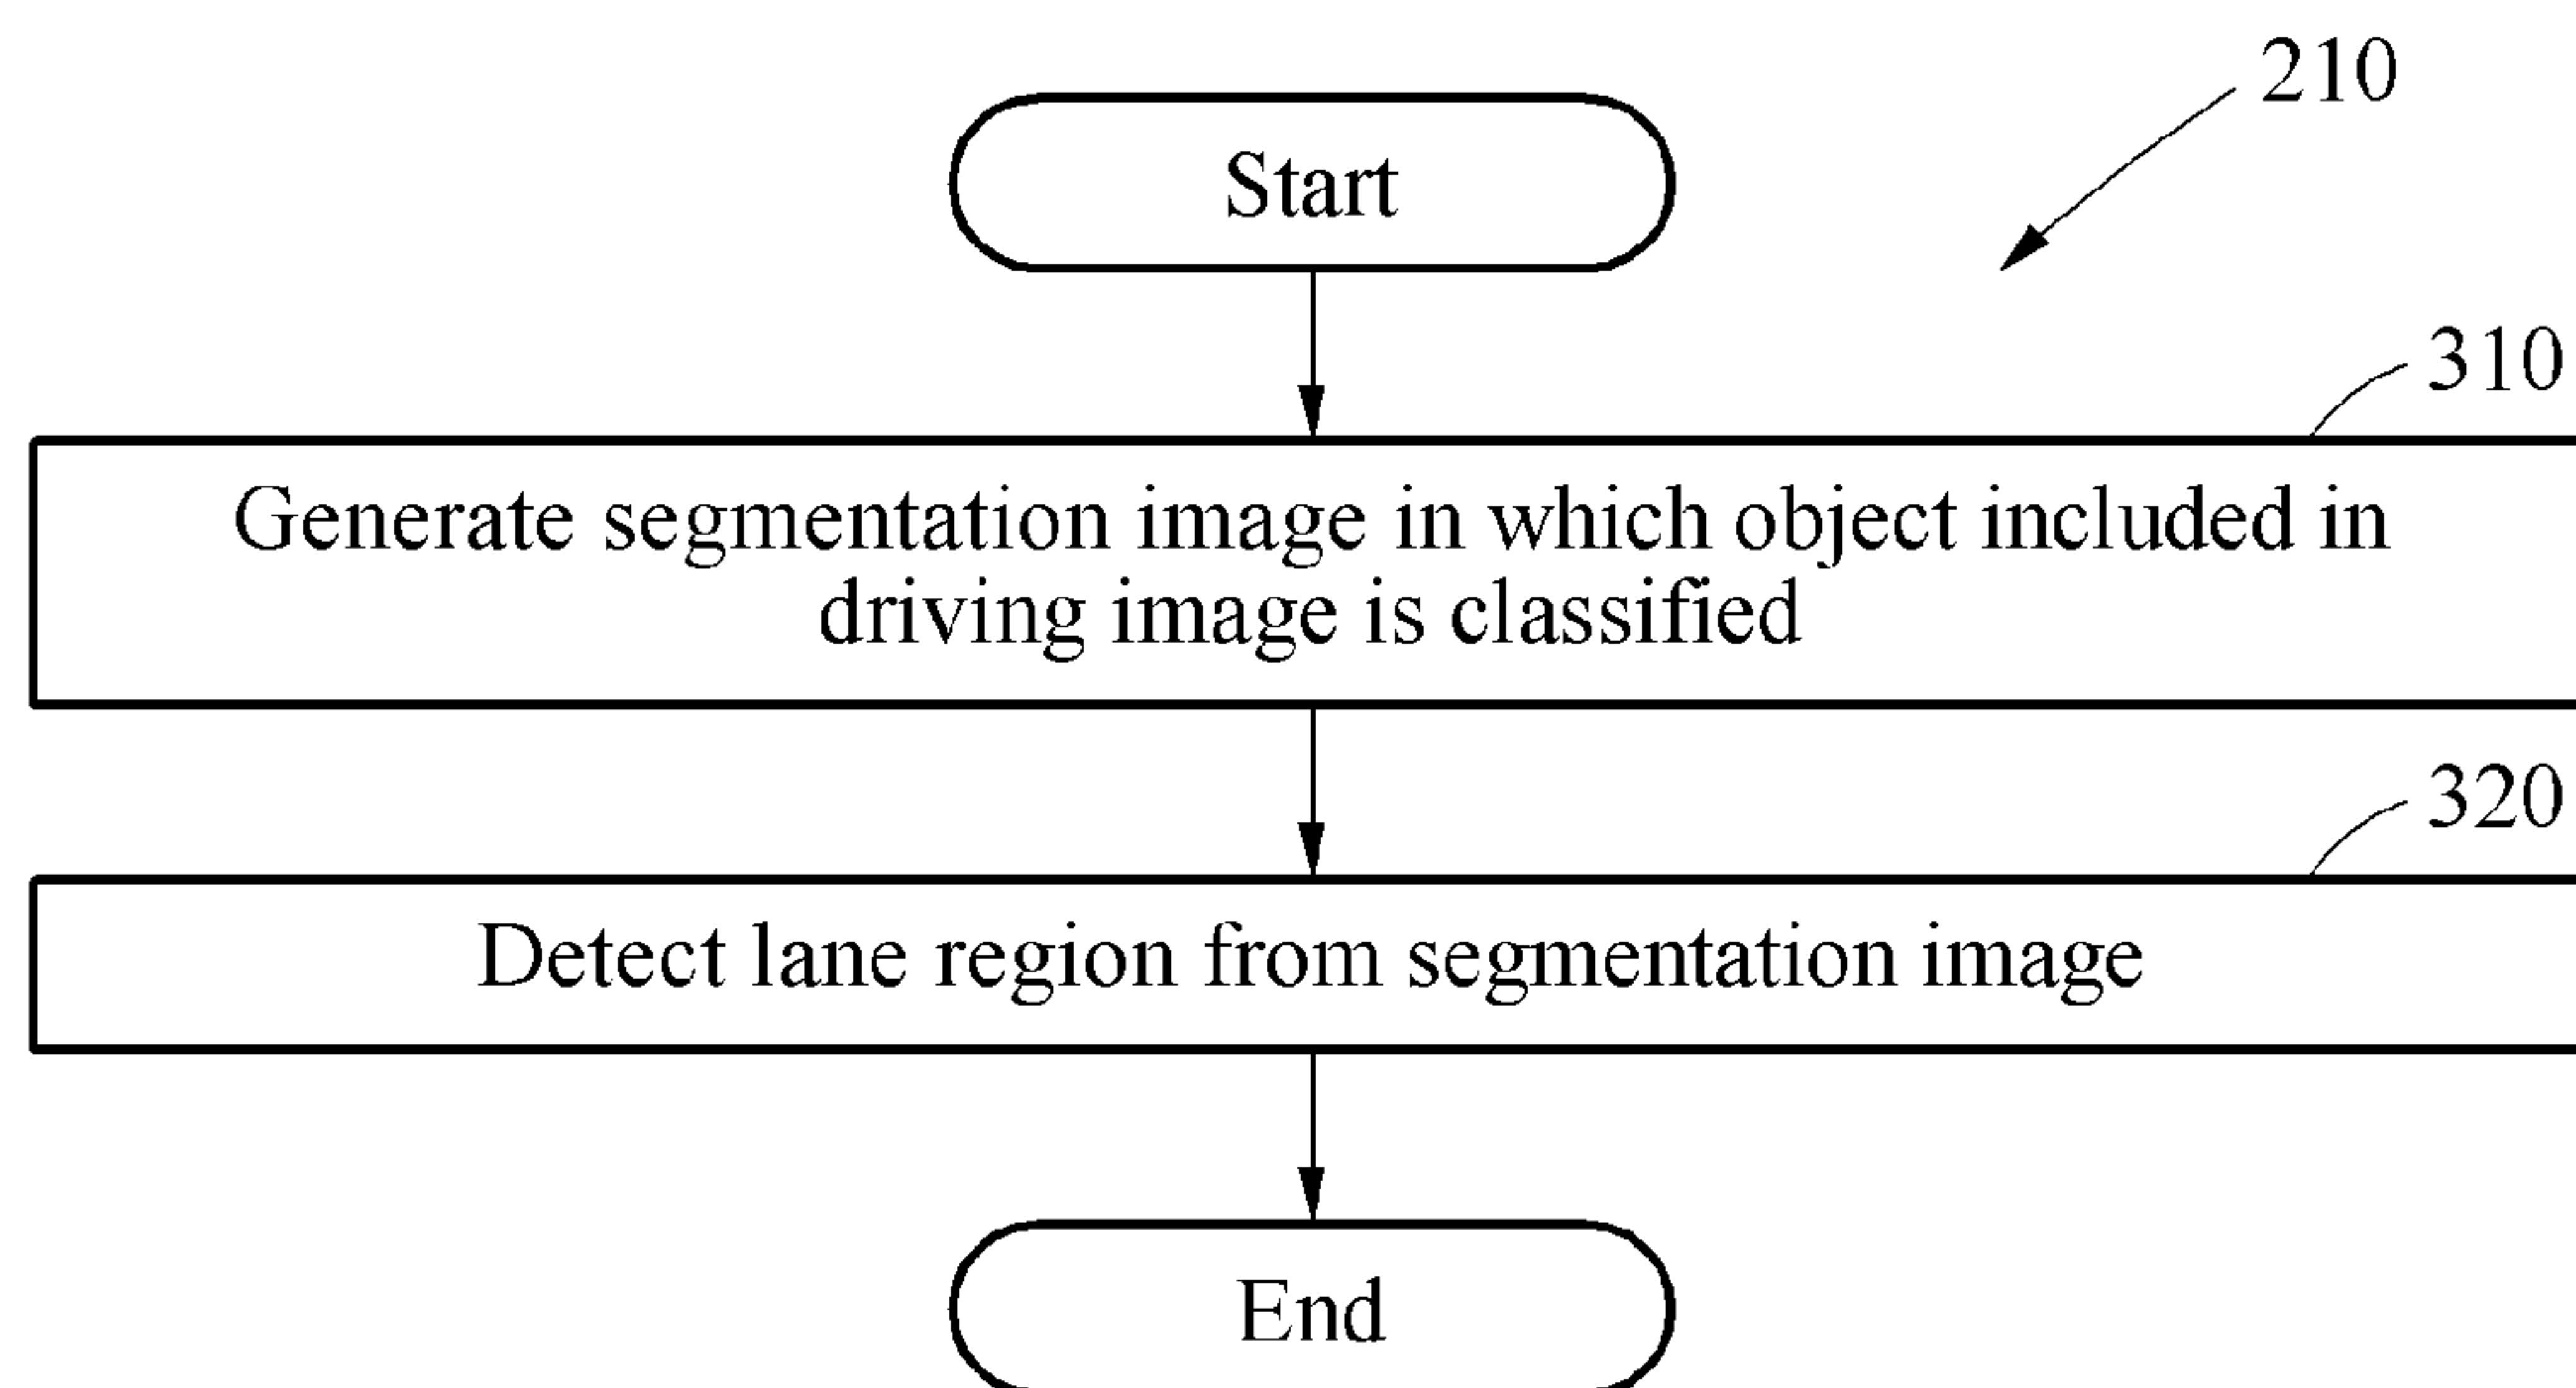 210
Start
310
Generate segmentation image in which object included in
driving image is classified
320
Detect lane region from segmentation image
End